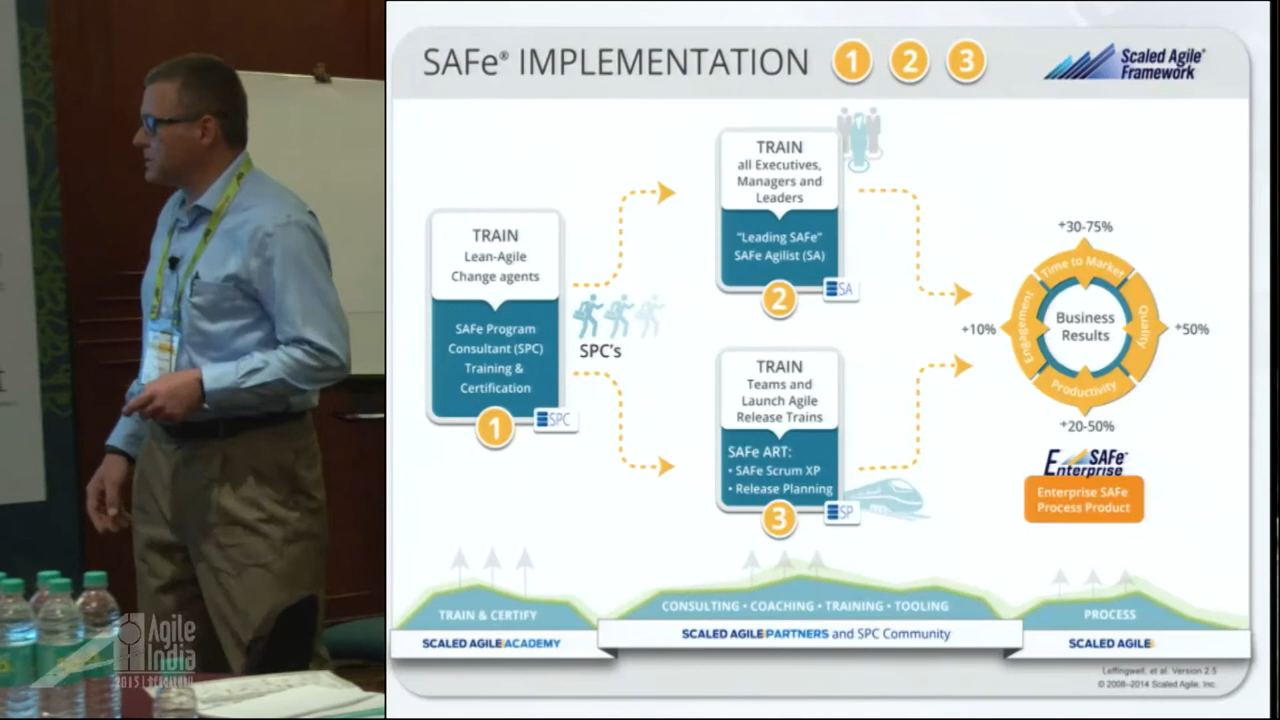 SAFe® IMPLEMENTATION 1 2 3
Scaled Agile®
Framework
TRAIN
Lean-Agile
Change agents
SAFe Program
Consultant (SPC)
Training &
Certification
1
SPC
SPC's
TRAIN
all Executives,
Managers and
Leaders
"Leading SAFe"
SAFe Agilist (SA)
2
SA
TRAIN
Teams and
Launch Agile
Release Trains
SAFe ART:
• SAFe Scrum XP
• Release Planning
3
SP
+30-75%
Time to Market
+10%
Engagement
Business
Results
Quality
+50%
Productivity
+20-50%
SAFe®
Enterprise
Enterprise SAFe
Process Product
TRAIN & CERTIFY
CONSULTING • COACHING • TRAINING • TOOLING
PROCESS
SCALED AGILE ACADEMY
SCALED AGILE PARTNERS and SPC Community
SCALED AGILE
Leffingwell, et al. Version 2.5
© 2008–2014 Scaled Agile, Inc.
Agile
India
2015 | BENGALURU